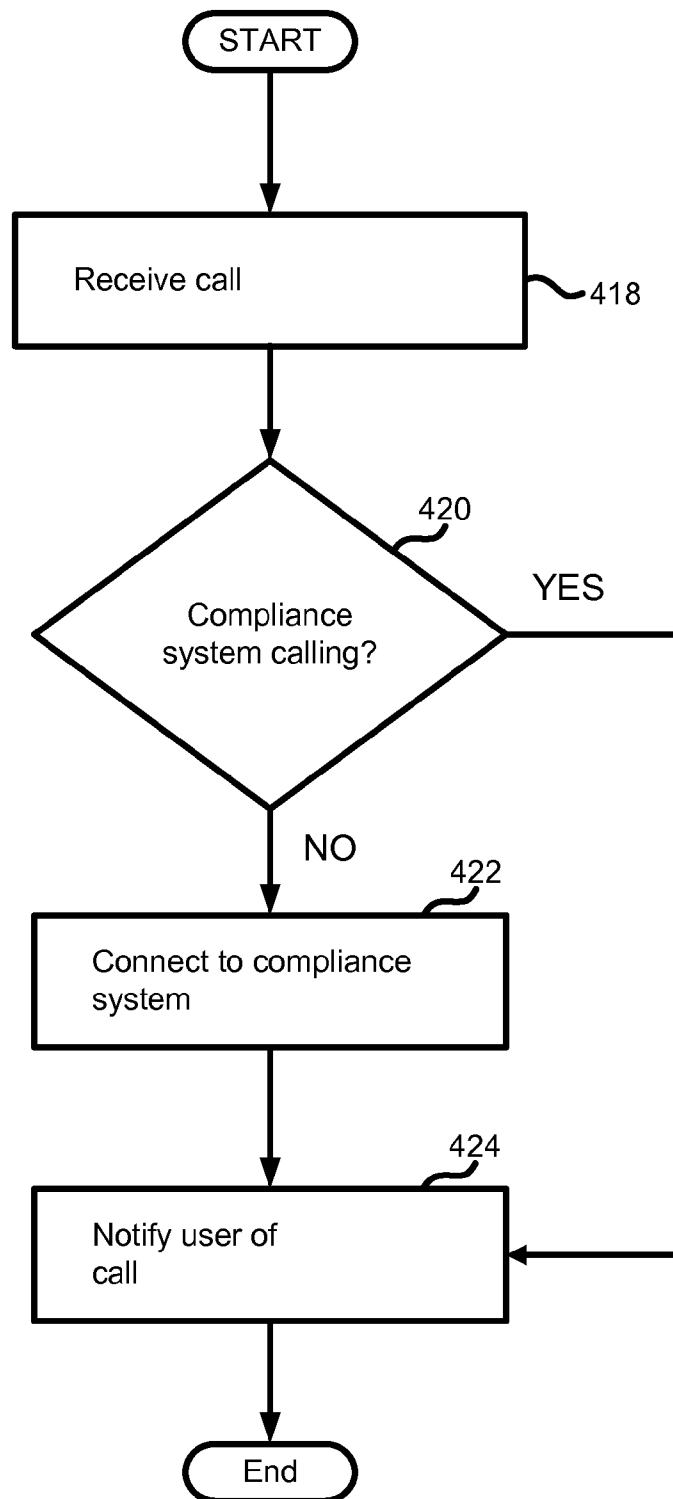 START
Receive call
418
420
Compliance
system calling?
YES
NO
422
Connect to compliance
system
424
Notify user of
call
End